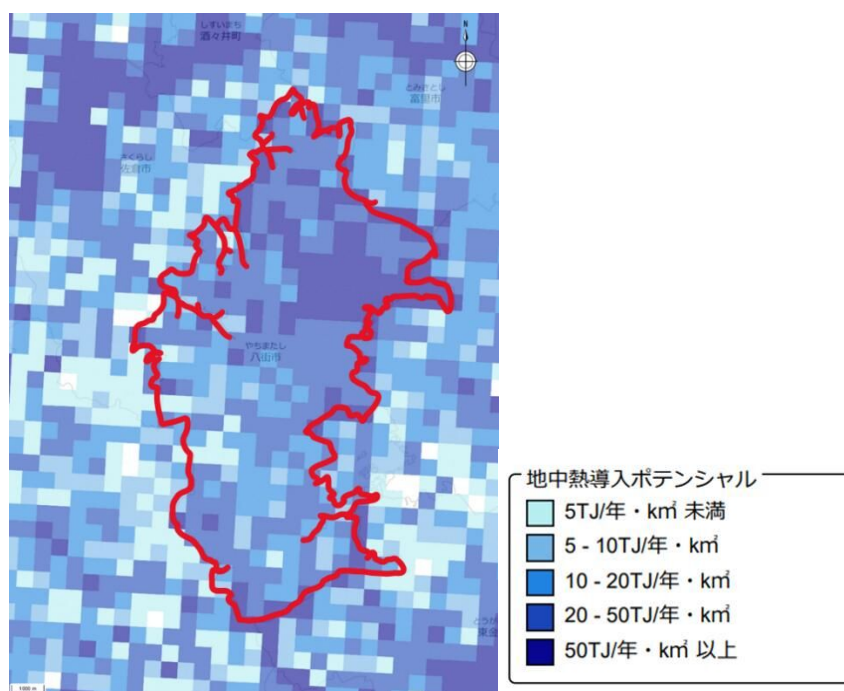 しすいまち
酒々井町
N
とみさとし
富里市
さくらし
佐倉市
やちまたし
八街市
東金
1000 m
地中熱導入ポテンシャル
5TJ/年・k㎡ 未満
5 - 10TJ/年・k㎡
10 - 20TJ/年・k㎡
20 - 50TJ/年・k㎡
50TJ/年・k㎡ 以上